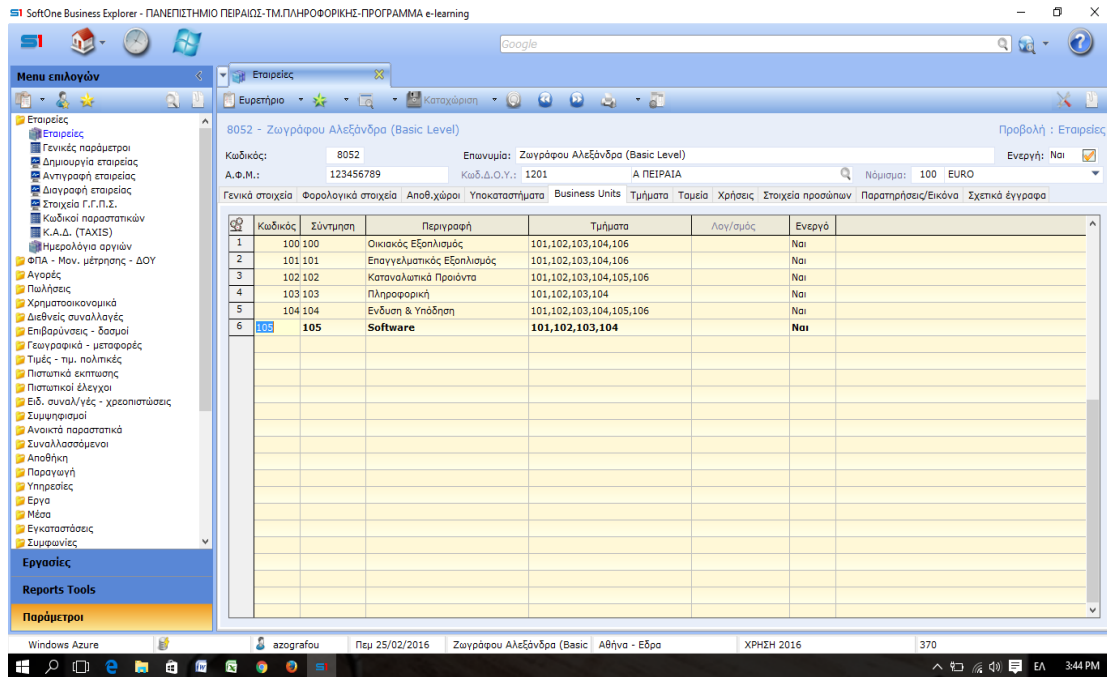 SoftOne Business Explorer - ΠΑΝΕΠΙΣΤΗΜΙΟ ΠΕΙΡΑΙΩΣ-ΤΜ.ΠΛΗΡΟΦΟΡΙΚΗΣ-ΠΡΟΓΡΑΜΜΑ e-learning
Google
Menu επιλογών
Εταιρείες
Ευρετήριο
Καταχώριση
Εταιρείες
Εταιρείες
Γενικές παράμετροι
Δημιουργία εταιρείας
Αντιγραφή εταιρείας
Διαγραφή εταιρείας
Στοιχεία Γ.Γ.Π.Σ.
Κωδικοί παραστατικών
Κ.Α.Δ. (TAXIS)
Ημερολόγια αργιών
ΦΠΑ - Μον. μέτρησης - ΔΟΥ
Αγορές
Πωλήσεις
Χρηματοοικονομικά
Διεθνείς συναλλαγές
Επιβαρύνσεις - δασμοί
Γεωγραφικά - μεταφορές
Τιμές - τιμ. πολιτικές
Πιστωτικά εκπτωσης
Πιστωτικοί έλεγχοι
Ειδ. συναλ/γές - χρεοπιστώσεις
Συμψηφισμοί
Ανοικτά παραστατικά
Συναλλασσόμενοι
Αποθήκη
Παραγωγή
Υπηρεσίες
Εργα
Μέσα
Εγκαταστάσεις
Συμφωνίες
Εργασίες
Reports Tools
Παράμετροι
8052 - Ζωγράφου Αλεξάνδρα (Basic Level)
Προβολή : Εταιρείες
Κωδικός: 8052 Επωνυμία: Ζωγράφου Αλεξάνδρα (Basic Level) Ενεργή: Ναι
Α.Φ.Μ.: 123456789 Κωδ.Δ.Ο.Υ.: 1201 Α ΠΕΙΡΑΙΑ Νόμισμα: 100 EURO
Γενικά στοιχεία Φορολογικά στοιχεία Αποθ.χώροι Υποκαταστήματα Business Units Τμήματα Ταμεία Χρήσεις Στοιχεία προσώπων Παρατηρήσεις/Εικόνα Σχετικά έγγραφα
Κωδικός Σύντμηση Περιγραφή Τμήματα Λογ/σμός Ενεργό
1 100 100 Οικιακός Εξοπλισμός 101,102,103,104,106 Ναι
2 101 101 Επαγγελματικός Εξοπλισμός 101,102,103,104,106 Ναι
3 102 102 Καταναλωτικά Προιόντα 101,102,103,104,105,106 Ναι
4 103 103 Πληροφορική 101,102,103,104 Ναι
5 104 104 Ενδυση & Υπόδηση 101,102,103,104,105,106 Ναι
6 105 105 Software 101,102,103,104 Ναι
Windows Azure azografou Πεμ 25/02/2016 Ζωγράφου Αλεξάνδρα (Basic Αθήνα - Εδρα ΧΡΗΣΗ 2016 370
ΕΛ 3:44 PM